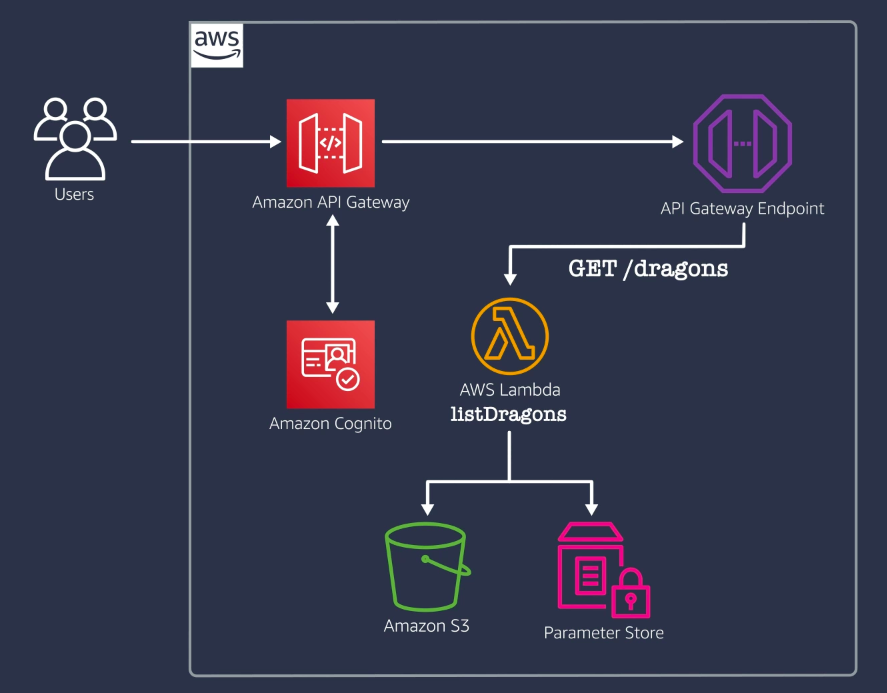 aws
Users
Amazon API Gateway
</>
API Gateway Endpoint
GET /dragons
AWS Lambda
listDragons
Amazon Cognito
Amazon S3
Parameter Store